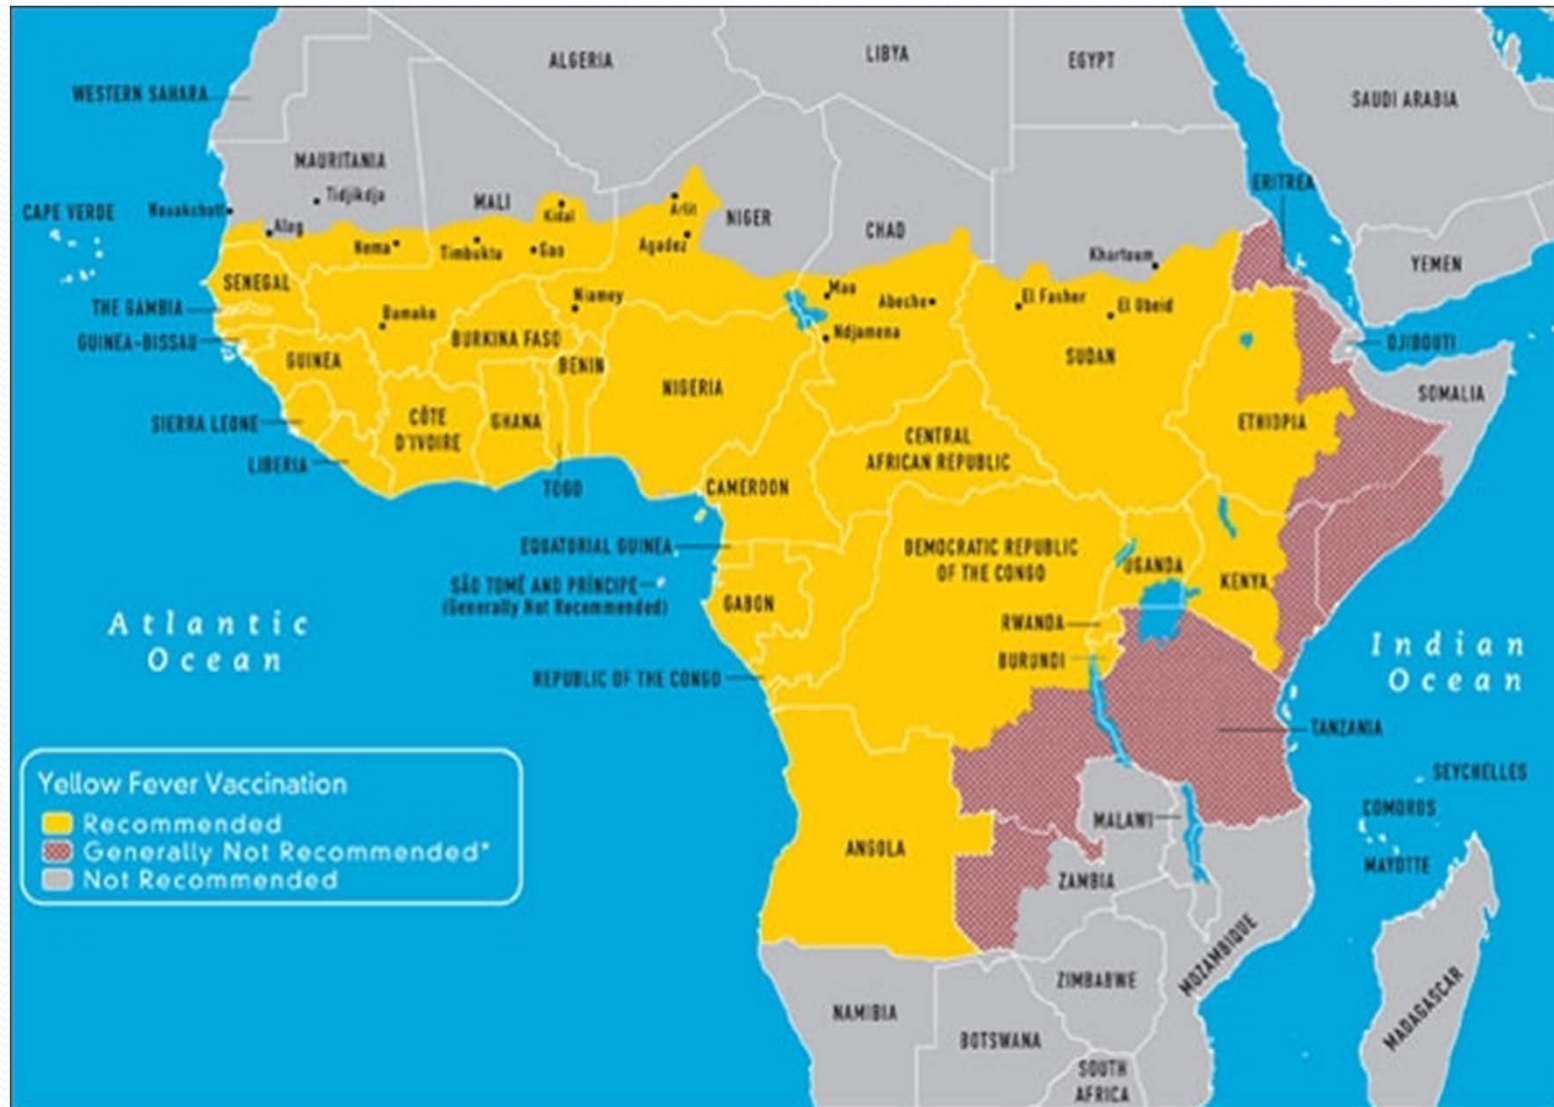 ALGERIA
LIBYA
EGYPT
WESTERN SAHARA
SAUDI ARABIA
MAURITANIA
Tidjikdja
MALI
ERITREA
CAPE VERDE
Nouakchott
Aleg
Kidal
Arlit
NIGER
CHAD
Nema
Timbuktu
Gao
Agadez
Khartoum
YEMEN
SENEGAL
Niamey
Mao
Abeche
El Fasher
El Obeid
THE GAMBIA
Bamako
Ndjamena
GUINEA-BISSAU
BURKINA FASO
DJIBOUTI
GUINEA
BENIN
SUDAN
NIGERIA
SOMALIA
SIERRA LEONE
CÔTE
D'IVOIRE
GHANA
ETHIOPIA
CENTRAL
AFRICAN REPUBLIC
LIBERIA
TOGO
CAMEROON
EQUATORIAL GUINEA
DEMOCRATIC REPUBLIC
OF THE CONGO
UGANDA
KENYA
SÃO TOMÉ AND PRÍNCIPE
(Generally Not Recommended)
GABON
Atlantic
Ocean
RWANDA
BURUNDI
Indian
Ocean
REPUBLIC OF THE CONGO
TANZANIA
Yellow Fever Vaccination
Recommended
Generally Not Recommended*
Not Recommended
SEYCHELLES
COMOROS
MALAWI
ANGOLA
MAYOTTE
ZAMBIA
MOZAMBIQUE
ZIMBABWE
NAMIBIA
BOTSWANA
MADAGASCAR
SOUTH
AFRICA